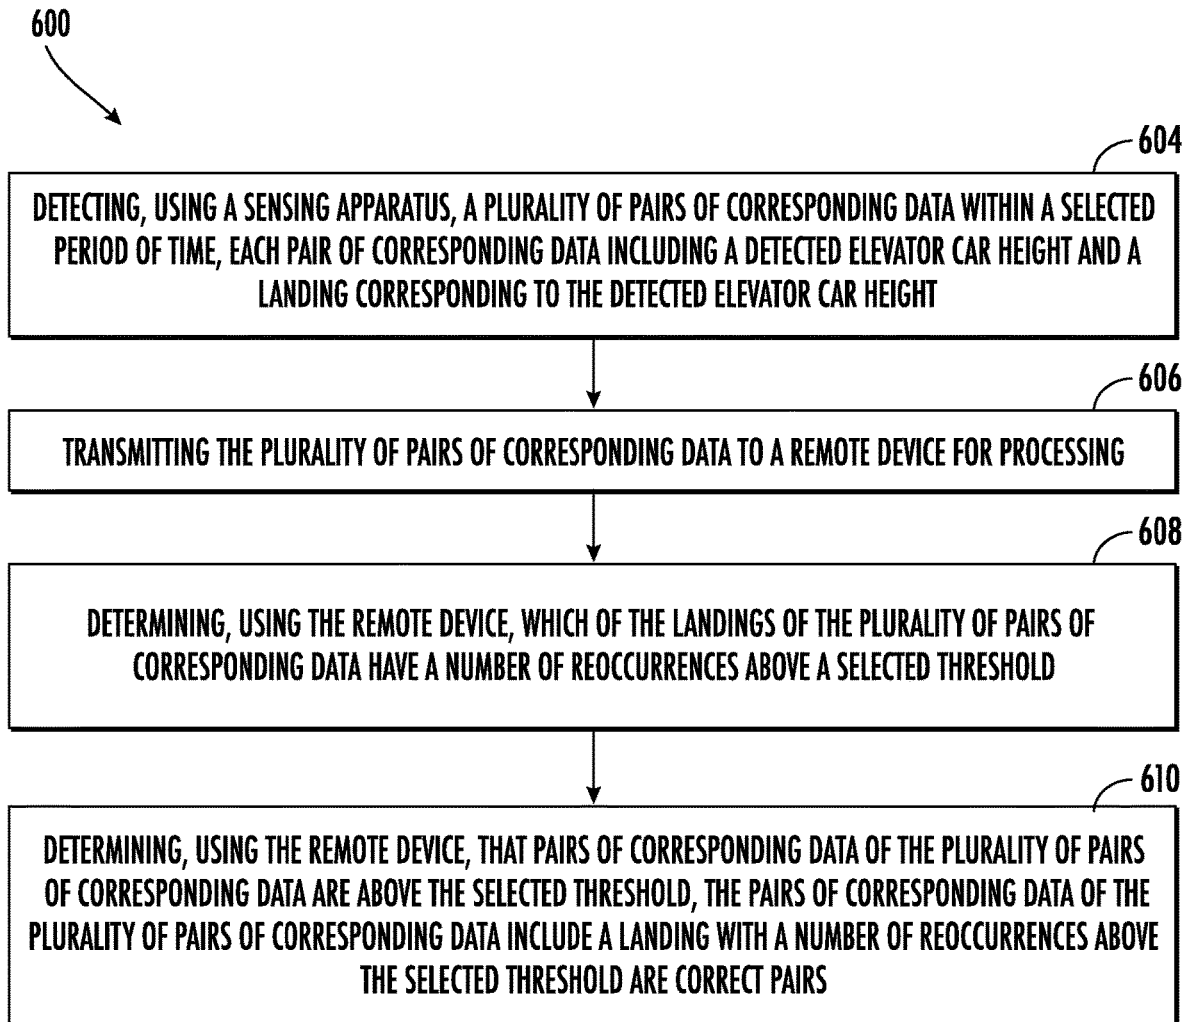 600
604
DETECTING, USING A SENSING APPARATUS, A PLURALITY OF PAIRS OF CORRESPONDING DATA WITHIN A SELECTED
PERIOD OF TIME, EACH PAIR OF CORRESPONDING DATA INCLUDING A DETECTED ELEVATOR CAR HEIGHT AND A
LANDING CORRESPONDING TO THE DETECTED ELEVATOR CAR HEIGHT
606
TRANSMITTING THE PLURALITY OF PAIRS OF CORRESPONDING DATA TO A REMOTE DEVICE FOR PROCESSING
608
DETERMINING, USING THE REMOTE DEVICE, WHICH OF THE LANDINGS OF THE PLURALITY OF PAIRS OF
CORRESPONDING DATA HAVE A NUMBER OF REOCCURRENCES ABOVE A SELECTED THRESHOLD
610
DETERMINING, USING THE REMOTE DEVICE, THAT PAIRS OF CORRESPONDING DATA OF THE PLURALITY OF PAIRS
OF CORRESPONDING DATA ARE ABOVE THE SELECTED THRESHOLD, THE PAIRS OF CORRESPONDING DATA OF THE
PLURALITY OF PAIRS OF CORRESPONDING DATA INCLUDE A LANDING WITH A NUMBER OF REOCCURRENCES ABOVE
THE SELECTED THRESHOLD ARE CORRECT PAIRS